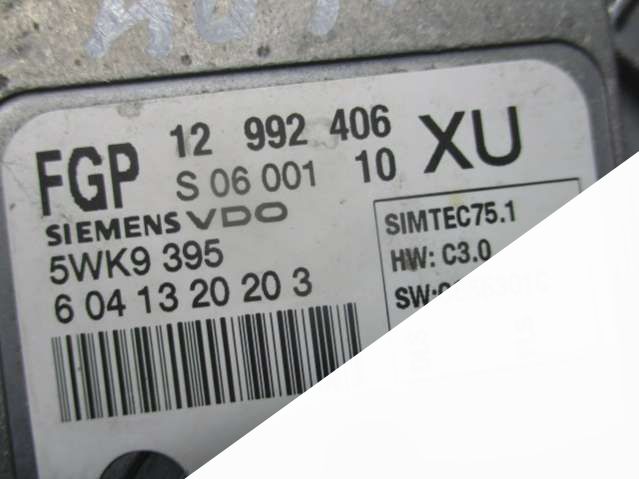 FGP 12 992 406 XU
S 06 001 10
SIEMENS VDO
5WK9 395
6 04 13 20 20 3
SIMTEC75.1
HW: C3.0